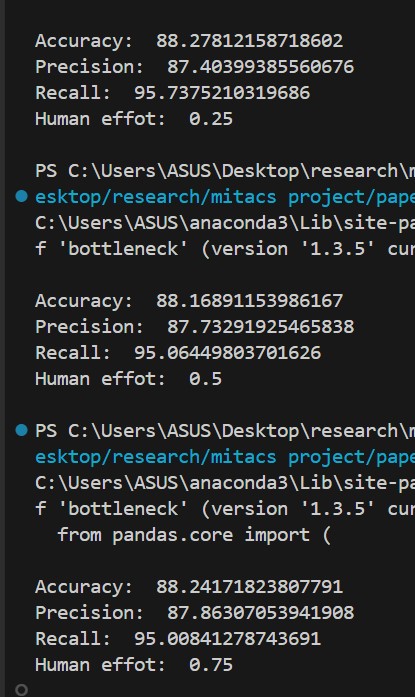 Accuracy:  88.27812158718602
Precision:  87.40399385560676
Recall:  95.7375210319686
Human effot:  0.25
PS C:\Users\ASUS\Desktop\research\m
esktop/research/mitacs project/pape
C:\Users\ASUS\anaconda3\Lib\site-pa
f 'bottleneck' (version '1.3.5' cur
Accuracy:  88.16891153986167
Precision:  87.73291925465838
Recall:  95.06449803701626
Human effot:  0.5
PS C:\Users\ASUS\Desktop\research\m
esktop/research/mitacs project/pape
C:\Users\ASUS\anaconda3\Lib\site-pa
f 'bottleneck' (version '1.3.5' cur
  from pandas.core import (
Accuracy:  88.24171823807791
Precision:  87.86307053941908
Recall:  95.00841278743691
Human effot:  0.75